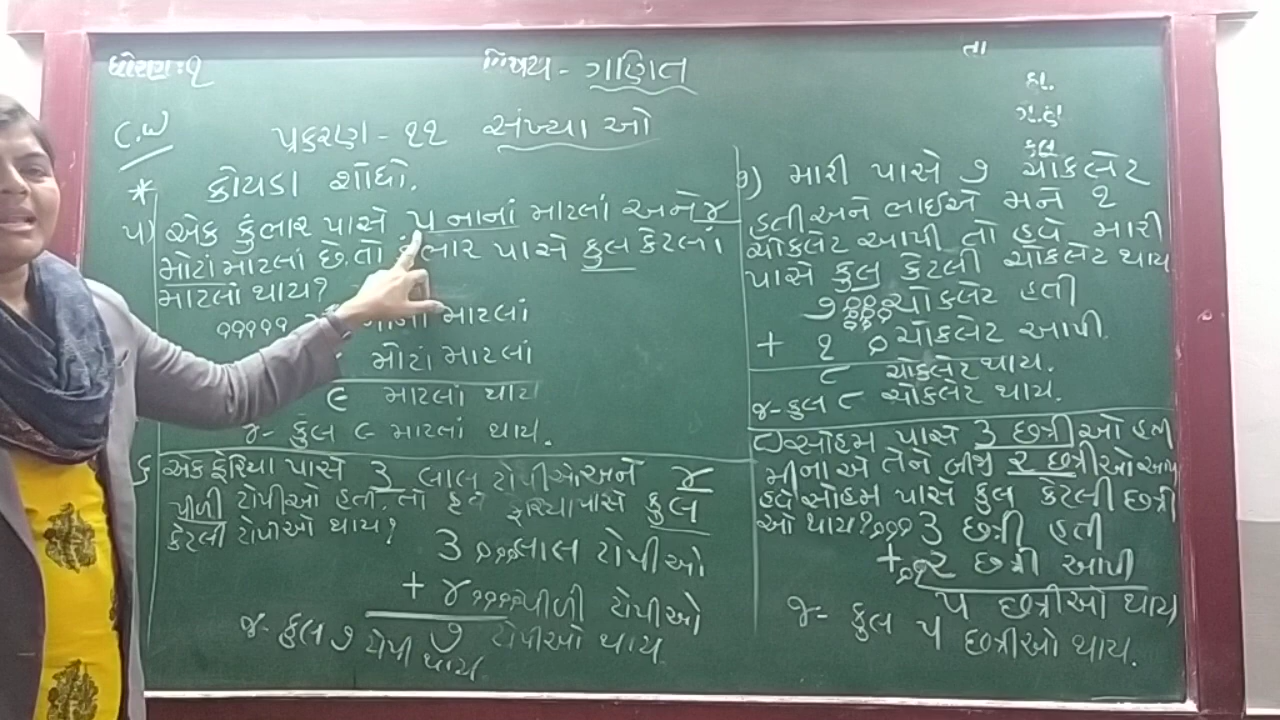 ધોરણ : ૧
વિષય - ગણિત
તા
હા.
ગે.હા
કુલ
C.W
પ્રકરણ - ૧૧ સંખ્યા ઓ
* કોયડા શોધો.
૫) એક કુંભાર પાસે ૫ નાનાં માટલાં અને ૪
મોટાં માટલાં છે. તો કુંભાર પાસે કુલ કેટલાં
માટલાં થાય?
માટલાં
મોટાં માટલાં
૯ માટલાં થાય
જ- કુલ ૯ માટલાં થાય.
૬ એક ફેરિયા પાસે ૩ લાલ ટોપીઓ અને ૪
પીળી ટોપીઓ હતી. તો હવે ફેરિયા પાસે કુલ
કેટલી ટોપીઓ થાય?
૩ લાલ ટોપીઓ
+ ૪ પીળી ટોપીઓ
૭ ટોપીઓ થાય
જ- કુલ ૭ ટોપી થાય
૭) મારી પાસે ૭ ચોકલેટ
હતી અને ભાઇએ મને ૧
ચોકલેટ આપી તો હવે મારી
પાસે કુલ કેટલી ચોકલેટ થાય
૭ ચોકલેટ હતી
+ ૧ ચોકલેટ આપી.
૮ ચોકલેટ થાય.
જ- કુલ ૮ ચોકલેટ થાય.
૮) સોહમ પાસે ૩ છત્રીઓ હતી
મીના એ તેને બીજી ૨ છત્રીઓ આપી
હવે સોહમ પાસે કુલ કેટલી છત્રી
ઓ થાય? ૩ છત્રી હતી
+ ૨ છત્રી આપી
૫ છત્રીઓ થાય
જ- કુલ ૫ છત્રીઓ થાય.